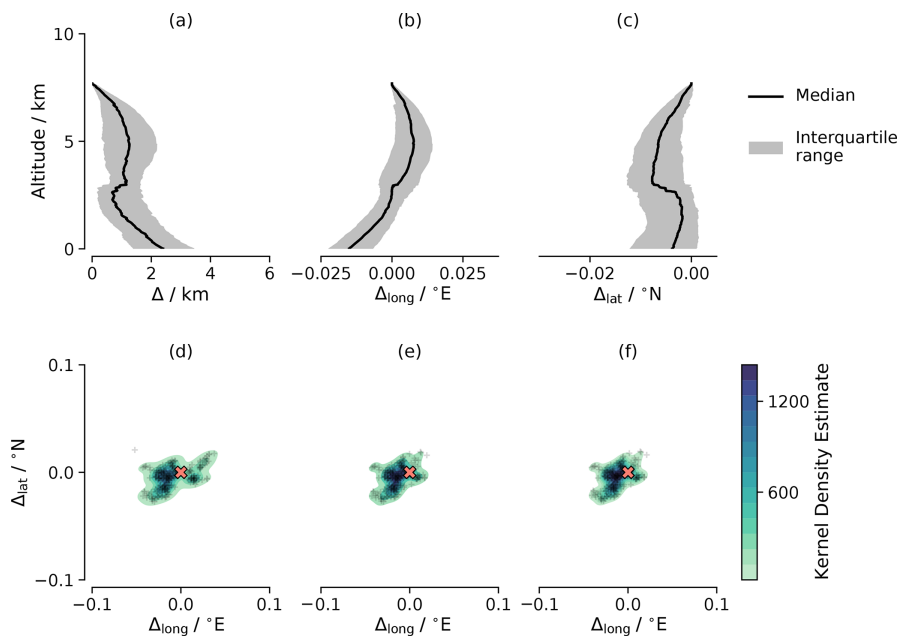 (a)
(b)
(c)
10
5
0
Altitude / km
0
2
4
6
Δ / km
−0.025
0.000
0.025
Δlong / °E
−0.02
0.00
Δlat / °N
Median
Interquartile
range
(d)
(e)
(f)
0.1
0.0
−0.1
Δlat / °N
−0.1
0.0
0.1
Δlong / °E
−0.1
0.0
0.1
Δlong / °E
−0.1
0.0
0.1
Δlong / °E
1200
600
Kernel Density Estimate